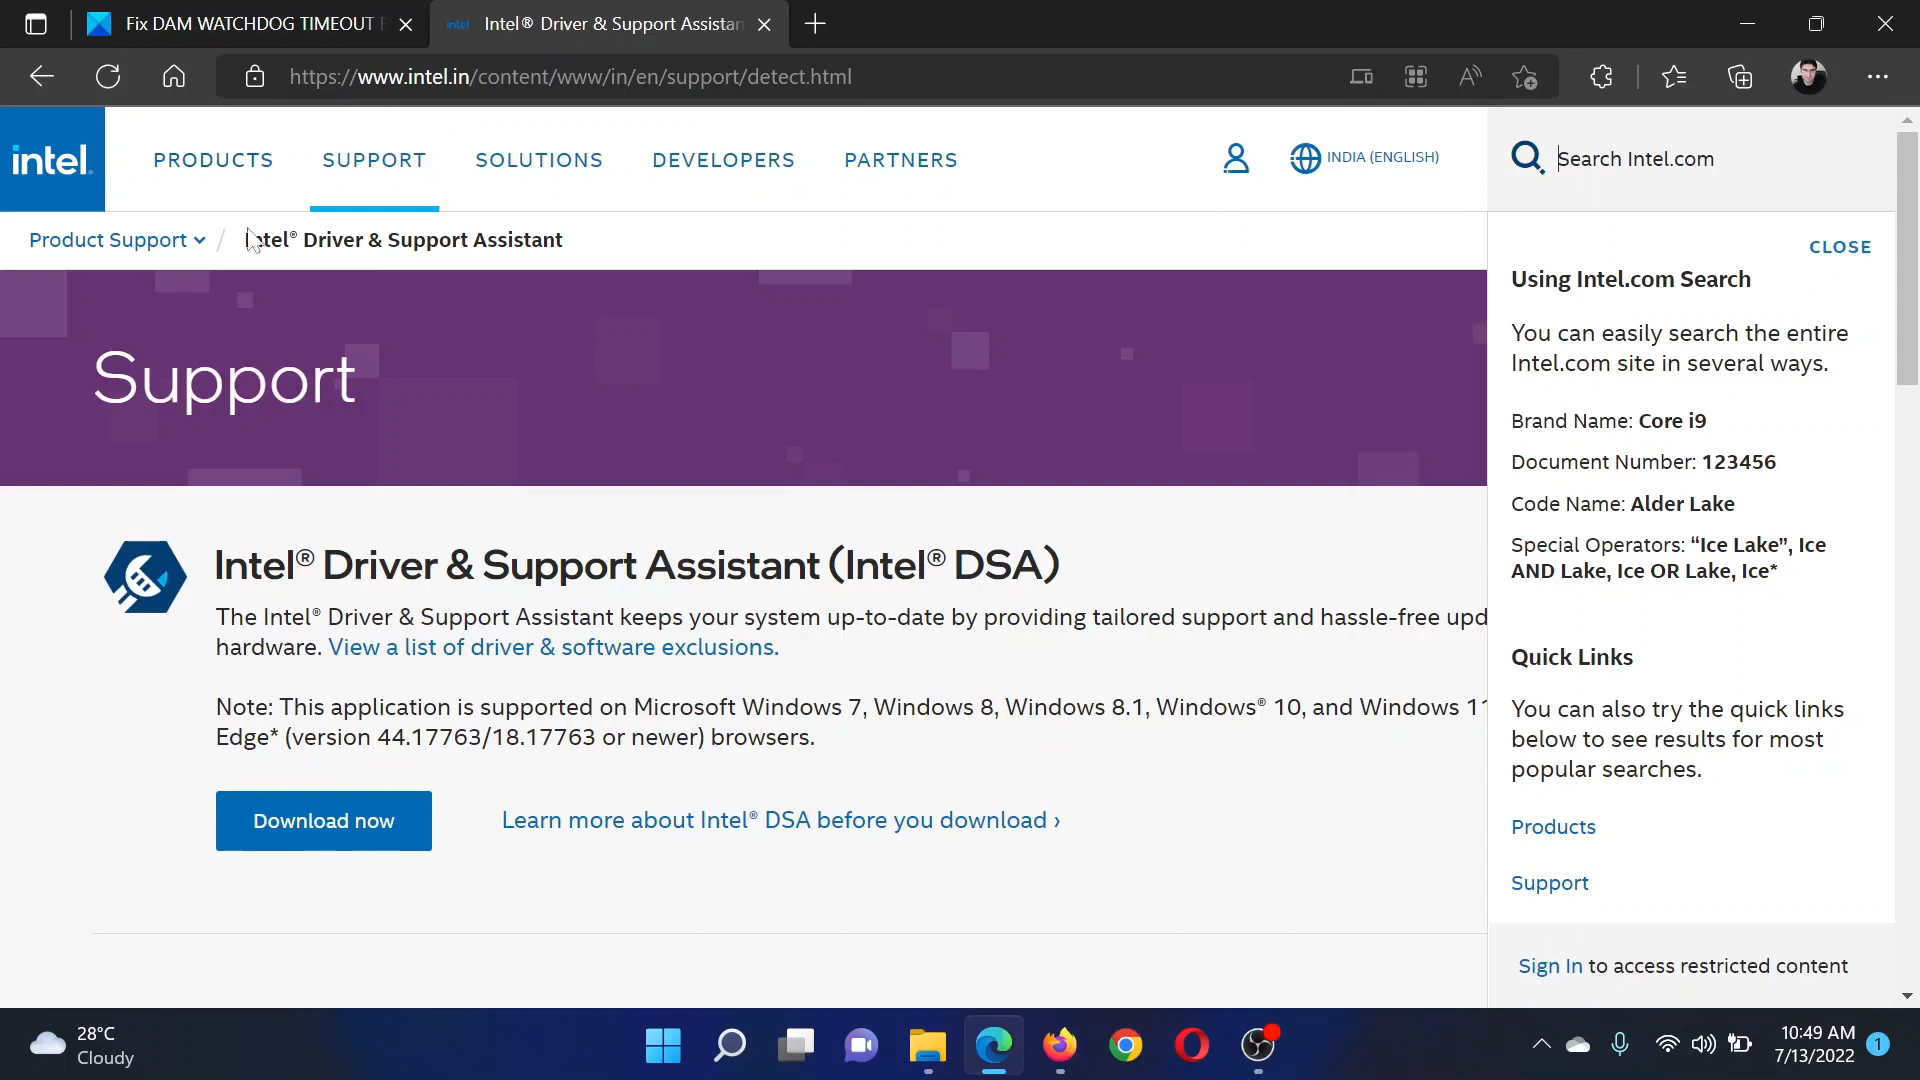 Fix DAM WATCHDOG TIMEOUT
intel Intel® Driver & Support Assistan
https://www.intel.in/content/www/in/en/support/detect.html
intel.
PRODUCTS SUPPORT SOLUTIONS DEVELOPERS PARTNERS
INDIA (ENGLISH)
Search Intel.com
Product Support / Intel® Driver & Support Assistant
CLOSE
Using Intel.com Search
You can easily search the entire
Intel.com site in several ways.
Brand Name: Core i9
Document Number: 123456
Code Name: Alder Lake
Special Operators: “Ice Lake”, Ice
AND Lake, Ice OR Lake, Ice*
Quick Links
You can also try the quick links
below to see results for most
popular searches.
Products
Support
Sign In to access restricted content
Support
Intel® Driver & Support Assistant (Intel® DSA)
The Intel® Driver & Support Assistant keeps your system up-to-date by providing tailored support and hassle-free upd
hardware. View a list of driver & software exclusions.
Note: This application is supported on Microsoft Windows 7, Windows 8, Windows 8.1, Windows® 10, and Windows 11
Edge* (version 44.17763/18.17763 or newer) browsers.
Download now
Learn more about Intel® DSA before you download ›
28°C
Cloudy
10:49 AM
7/13/2022
1